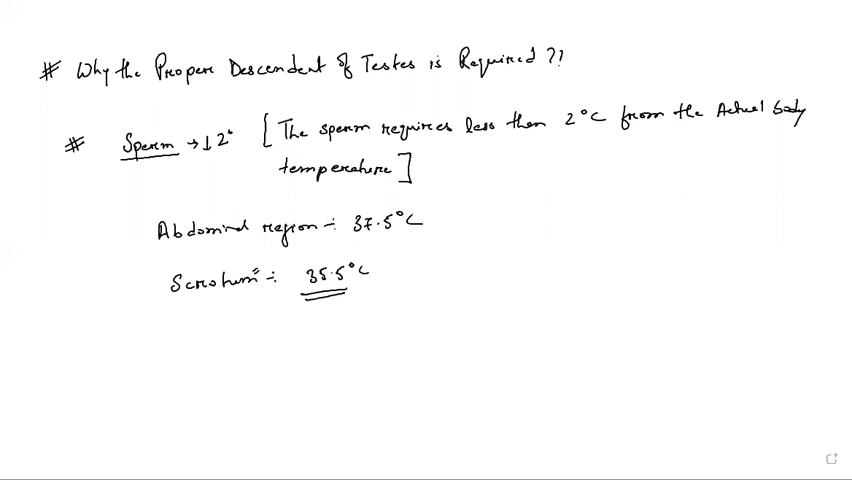 # Why the Proper Descendent of Testes is Required ??
# Sperm → ↓ 2° [ The sperm requires less then 2°C from the Actual body
temperature ]
Abdominal region ÷ 37.5°C
Scrotum ÷ 35.5°C